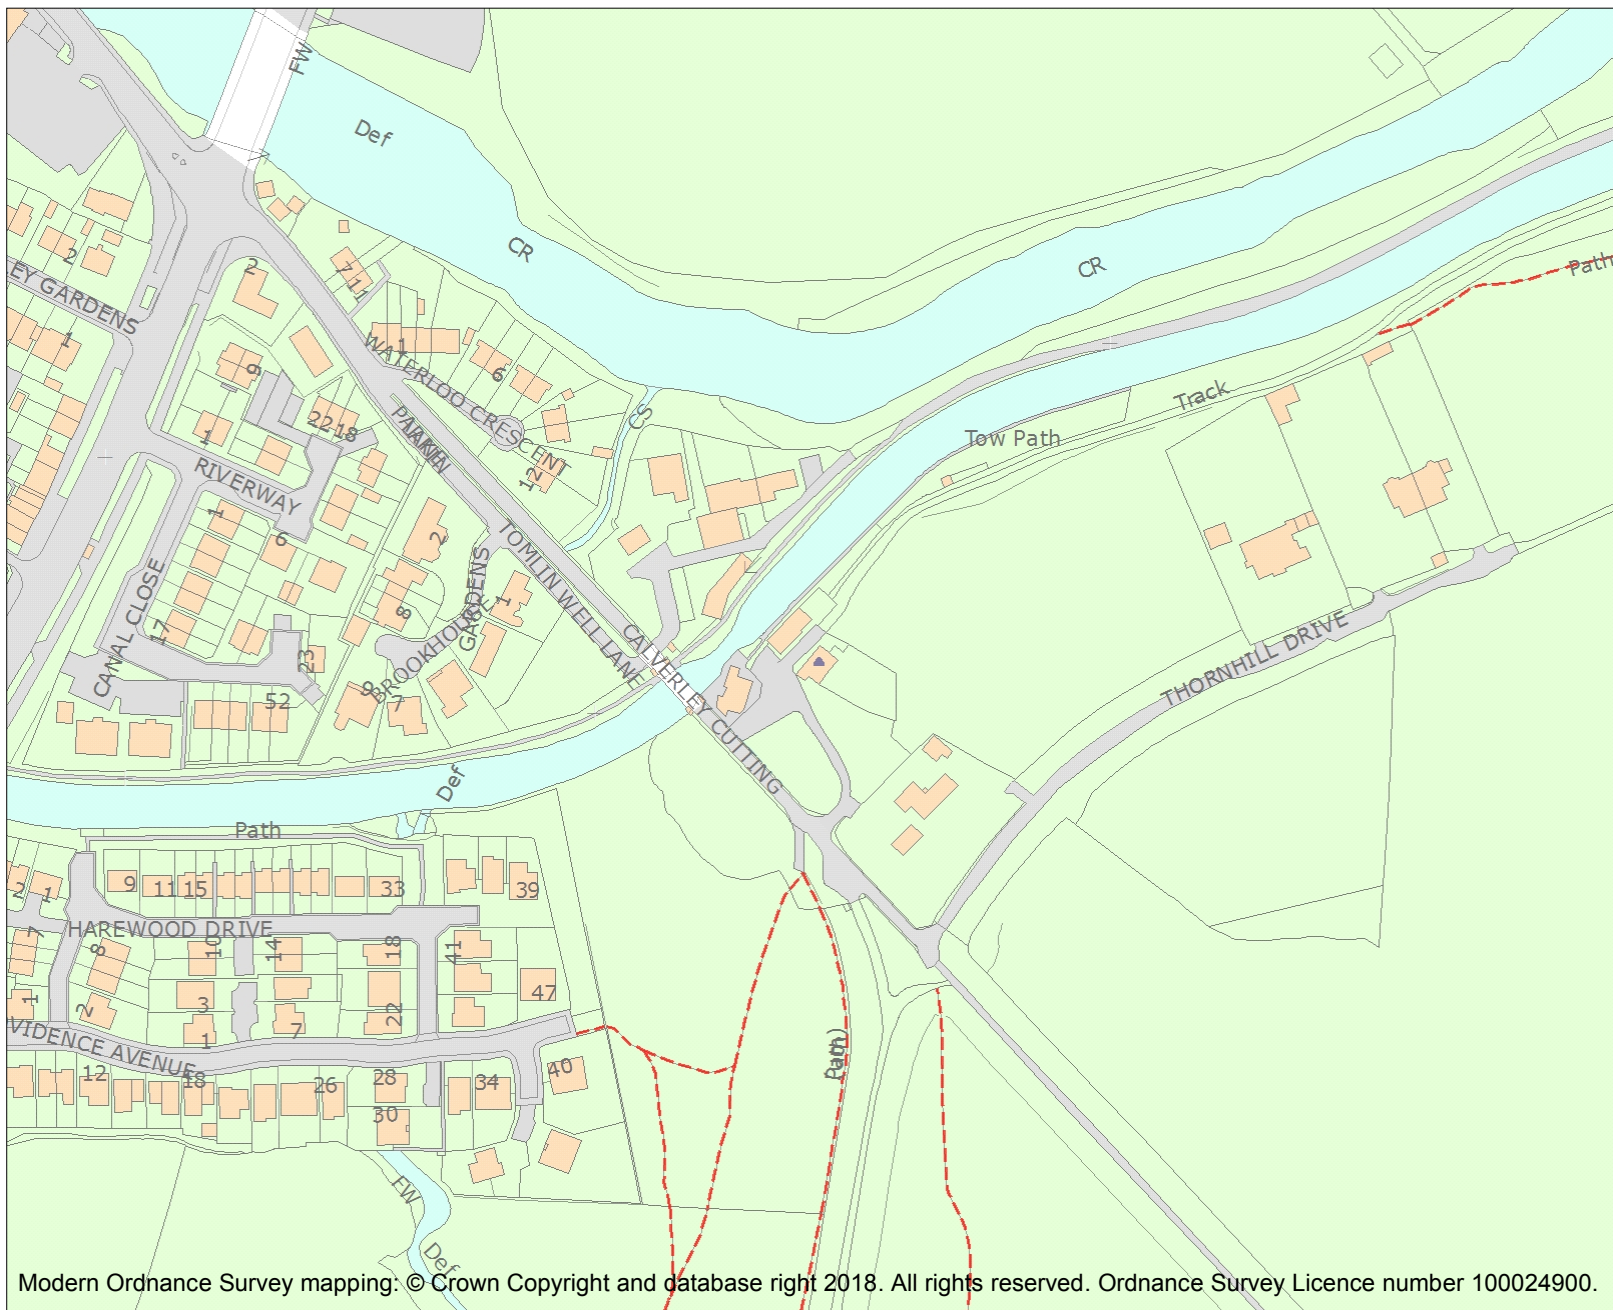 FW
Def
CR
CR
Path
2
EY GARDENS
1
2
7
11
1
WATERLOO CRESCENT
6
12
CS
9
22
18
1
RIVERWAY
PARKIN
LANE
Tow Path
Track
1
6
2
8
CANAL CLOSE
17
23
52
BROOKHOUSE
GARDENS
1
9
7
TOMLIN WELL LANE
CALVERLEY CUTTING
THORNHILL DRIVE
Def
Path
2
1
9
11
15
33
39
HAREWOOD DRIVE
7
8
10
14
18
41
1
2
3
22
47
1
7
VIDENCE AVENUE
12
18
26
28
34
40
30
Path
FW
Def
Modern Ordnance Survey mapping: © Crown Copyright and database right 2018. All rights reserved. Ordnance Survey Licence number 100024900.